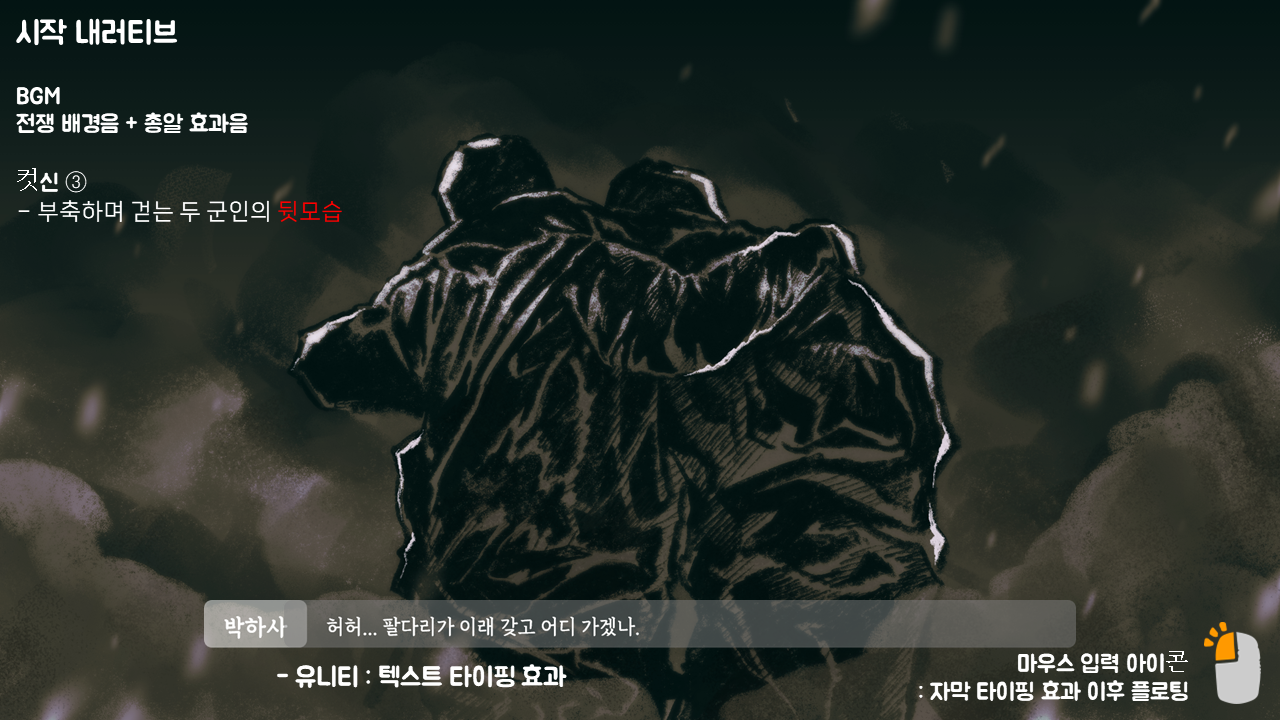 시작 내러티브
BGM
전쟁 배경음 + 총알 효과음
컷신 ③
- 부축하며 걷는 두 군인의 뒷모습
박하사
허허... 팔다리가 이래 갖고 어디 가겠나.
- 유니티 : 텍스트 타이핑 효과
마우스 입력 아이콘
: 자막 타이핑 효과 이후 플로팅